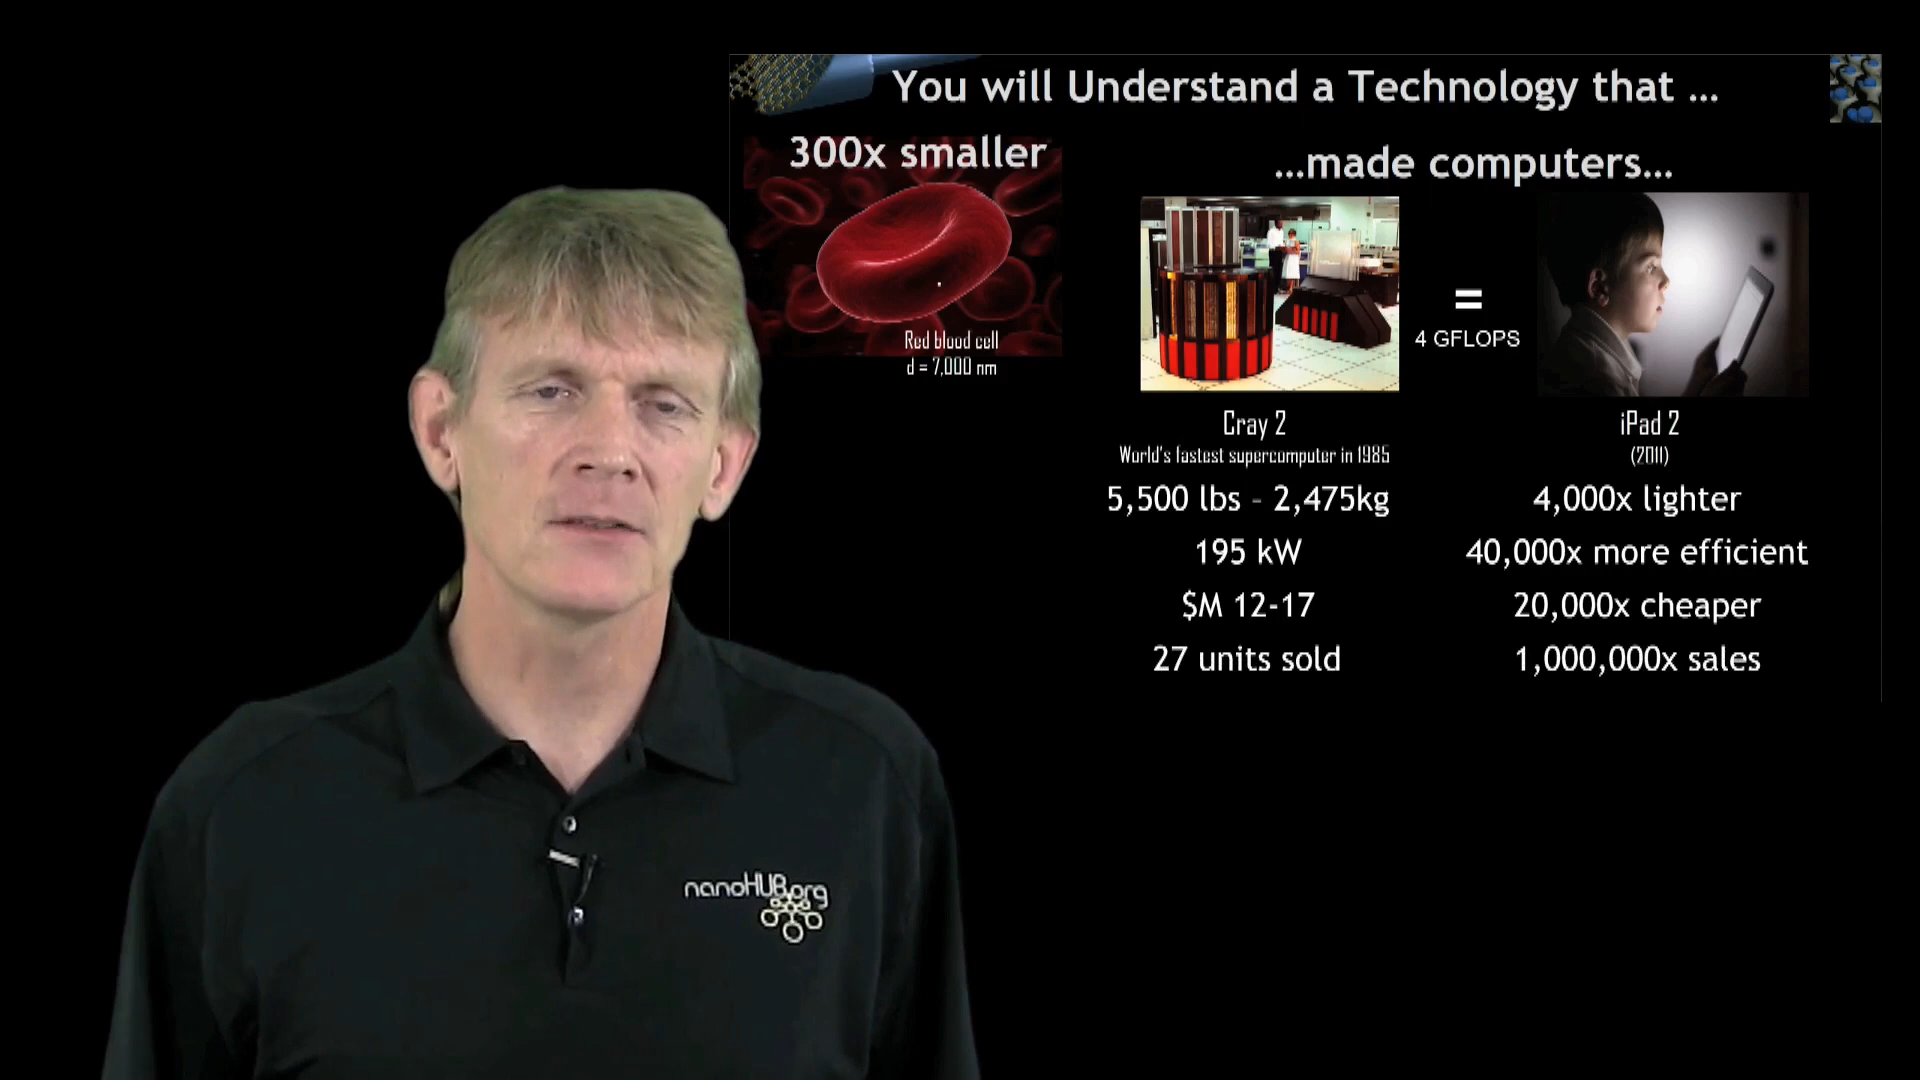 You will Understand a Technology that ...
300x smaller
Red blood cell
d = 7,000 nm
...made computers...
=
4 GFLOPS
Cray 2
World's fastest supercomputer in 1985
5,500 lbs - 2,475kg
195 kW
$M 12-17
27 units sold
iPad 2
(2011)
4,000x lighter
40,000x more efficient
20,000x cheaper
1,000,000x sales
nanoHUB.org